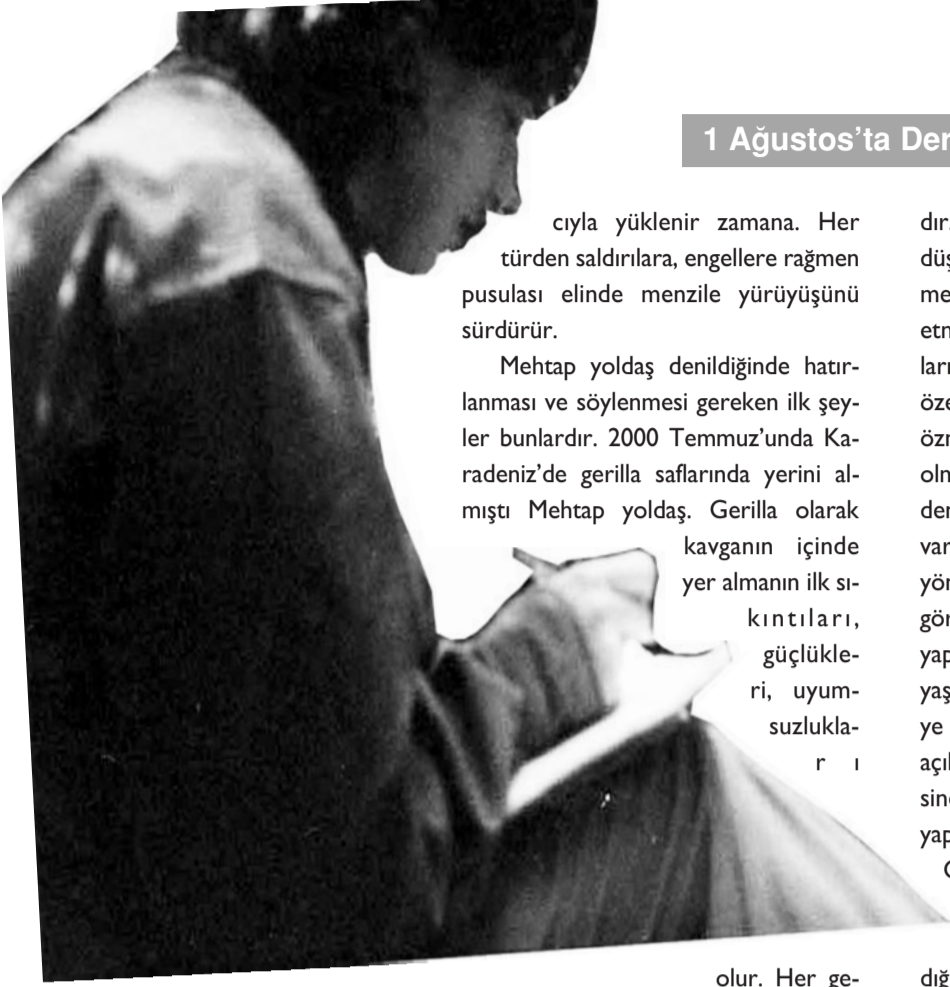 1 Ağustos’ta Der
cıyla yüklenir zamana. Her
türden saldırılara, engellere rağmen
pusulası elinde menzile yürüyüşünü
sürdürür.
Mehtap yoldaş denildiğinde hatır-
lanması ve söylenmesi gereken ilk şey-
ler bunlardır. 2000 Temmuz’unda Ka-
radeniz’de gerilla saflarında yerini al-
mıştı Mehtap yoldaş. Gerilla olarak
kavganın içinde
yer almanın ilk sı-
kıntıları,
güçlükle-
ri, uyum-
suzlukla-
r ı
olur. Her ge-
dır.
düş
me
etn
ları
öze
özn
oln
der
var
yön
gör
yap
yaş
ye
açıl
sin
yap
dığ